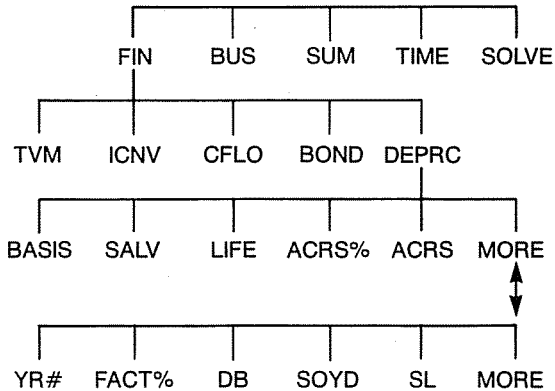 FIN BUS SUM TIME SOLVE
TVM ICNV CFLO BOND DEPRC
BASIS SALV LIFE ACRS% ACRS MORE
YR# FACT% DB SOYD SL MORE